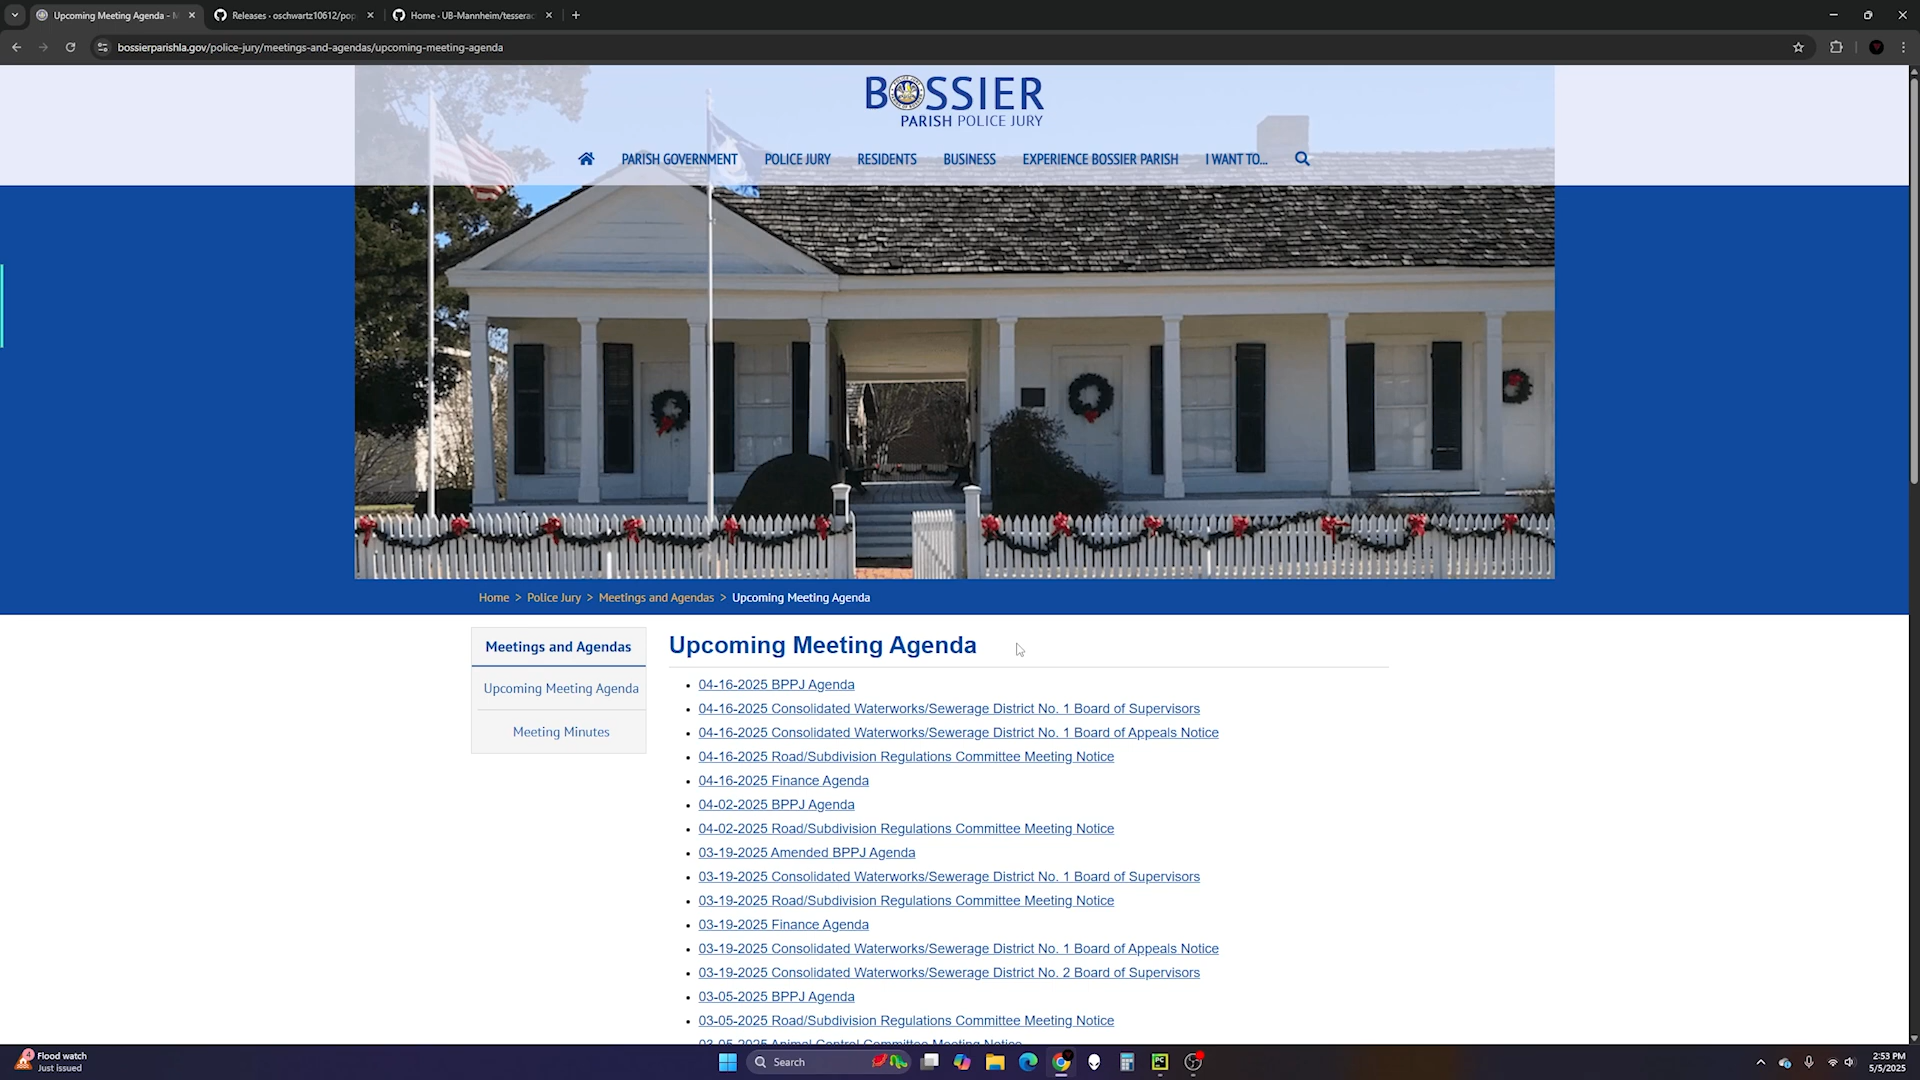 Upcoming Meeting Agenda - M
Releases · oschwartz10612/pop
Home · UB-Mannheim/tesserac
bossierparishla.gov/police-jury/meetings-and-agendas/upcoming-meeting-agenda
BOSSIER
PARISH POLICE JURY
PARISH GOVERNMENT
POLICE JURY
RESIDENTS
BUSINESS
EXPERIENCE BOSSIER PARISH
I WANT TO...
Home > Police Jury > Meetings and Agendas > Upcoming Meeting Agenda
Meetings and Agendas
Upcoming Meeting Agenda
Meeting Minutes
Upcoming Meeting Agenda
04-16-2025 BPPJ Agenda
04-16-2025 Consolidated Waterworks/Sewerage District No. 1 Board of Supervisors
04-16-2025 Consolidated Waterworks/Sewerage District No. 1 Board of Appeals Notice
04-16-2025 Road/Subdivision Regulations Committee Meeting Notice
04-16-2025 Finance Agenda
04-02-2025 BPPJ Agenda
04-02-2025 Road/Subdivision Regulations Committee Meeting Notice
03-19-2025 Amended BPPJ Agenda
03-19-2025 Consolidated Waterworks/Sewerage District No. 1 Board of Supervisors
03-19-2025 Road/Subdivision Regulations Committee Meeting Notice
03-19-2025 Finance Agenda
03-19-2025 Consolidated Waterworks/Sewerage District No. 1 Board of Appeals Notice
03-19-2025 Consolidated Waterworks/Sewerage District No. 2 Board of Supervisors
03-05-2025 BPPJ Agenda
03-05-2025 Road/Subdivision Regulations Committee Meeting Notice
03-05-2025 Animal Control Committee Meeting Notice
Flood watch
Just issued
Search
2:53 PM
5/5/2025